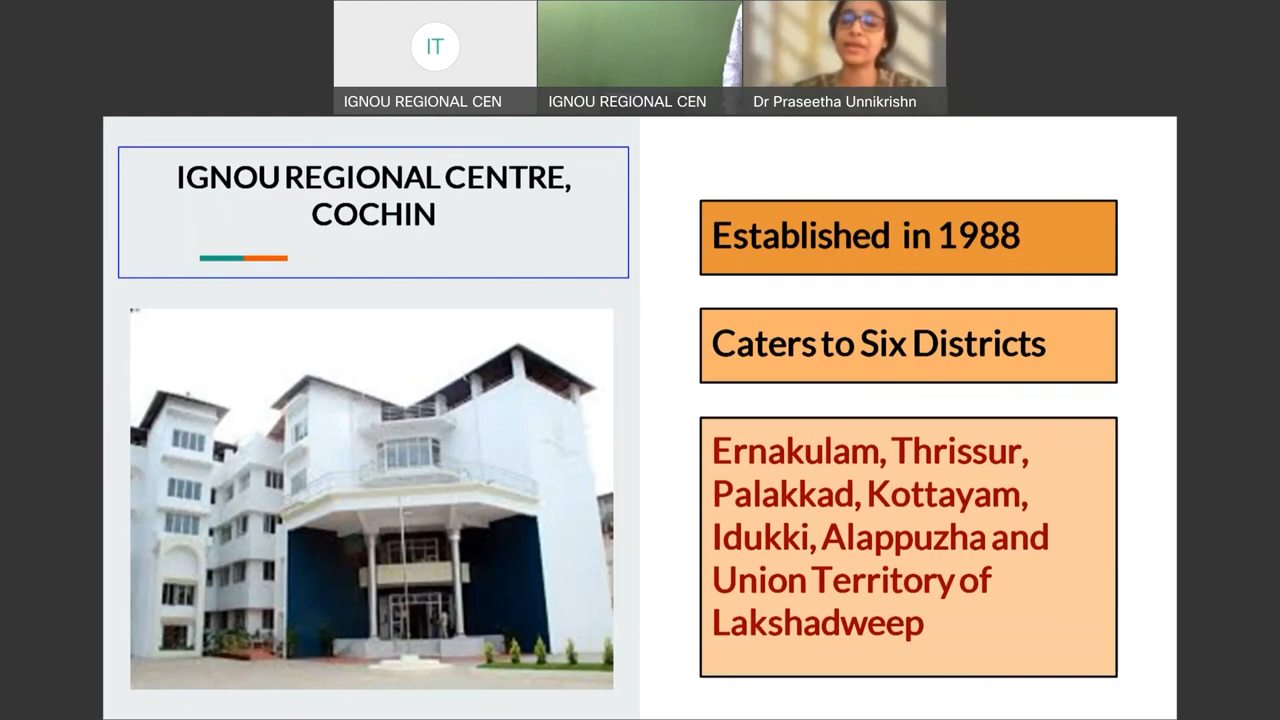 IT
IGNOU REGIONAL CEN
IGNOU REGIONAL CEN
Dr Praseetha Unnikrishn
IGNOU REGIONAL CENTRE,
COCHIN
Established in 1988
Caters to Six Districts
Ernakulam, Thrissur,
Palakkad, Kottayam,
Idukki, Alappuzha and
Union Territory of
Lakshadweep